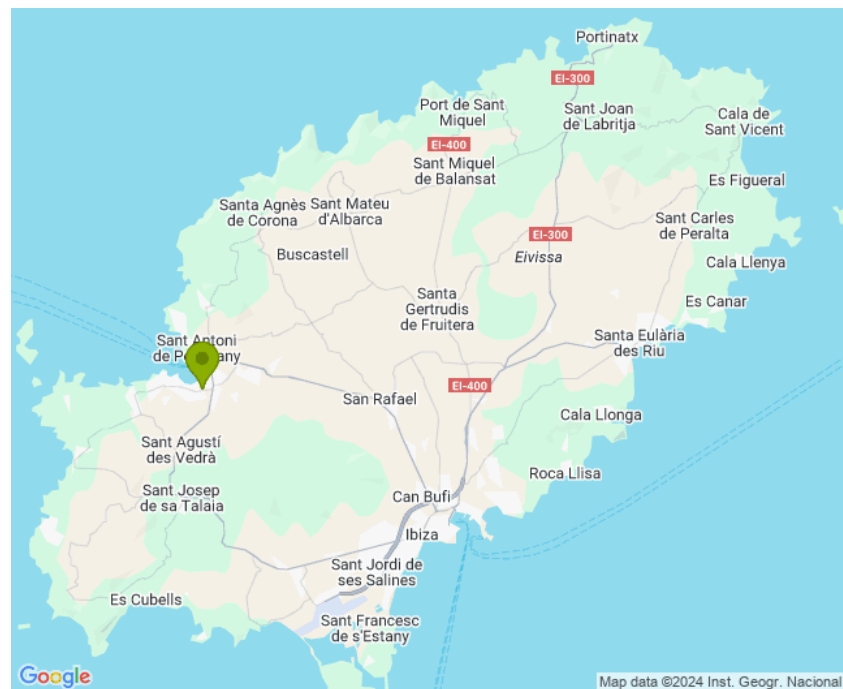 Portinatx
EI-300
Port de Sant
Miquel
Sant Joan
de Labritja
Cala de
Sant Vicent
EI-400
Sant Miquel
de Balansat
Es Figueral
Santa Agnès
de Corona
Sant Mateu
d'Albarca
Sant Carles
de Peralta
EI-300
Buscastell
Eivissa
Cala Llenya
Santa
Gertrudis
de Fruitera
Es Canar
Sant Antoni
de
Santa Eulària
des Riu
EI-400
San Rafael
Cala Llonga
Sant Agustí
des Vedrà
Roca Llisa
Sant Josep
de sa Talaia
Can Bufi
Ibiza
Sant Jordi de
ses Salines
Es Cubells
Sant Francesc
de s'Estany
Google
Map data ©2024 Inst. Geogr. Nacional